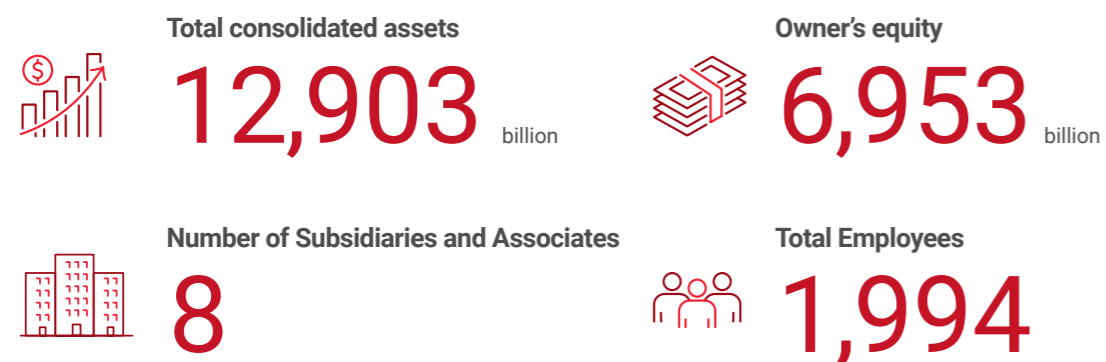 Total consolidated assets
12,903 billion
Owner's equity
6,953 billion
Number of Subsidiaries and Associates
8
Total Employees
1,994
$